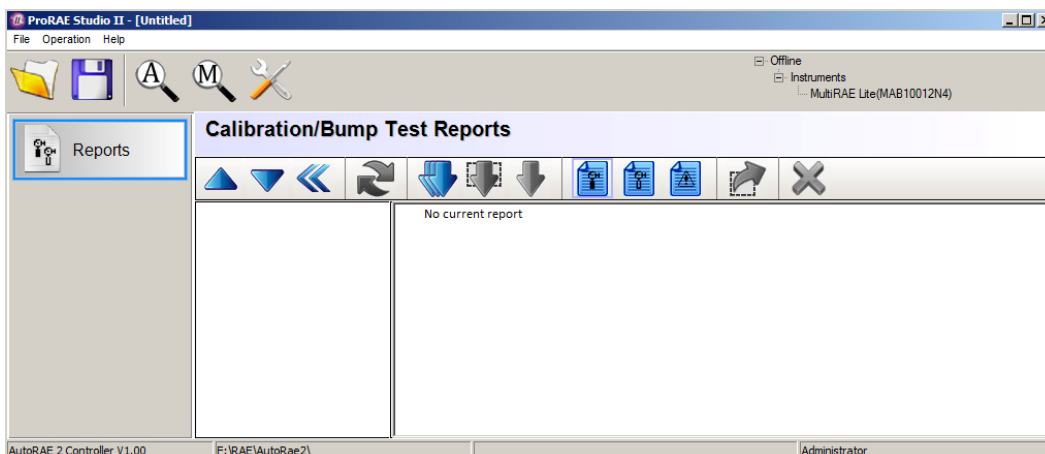 ProRAE Studio II - [Untitled]
File Operation Help
A
M
Offline
Instruments
MultiRAE Lite(MAB10012N4)
Reports
Calibration/Bump Test Reports
No current report
AutoRAE 2 Controller V1.00
E:\RAE\AutoRae2\
Administrator